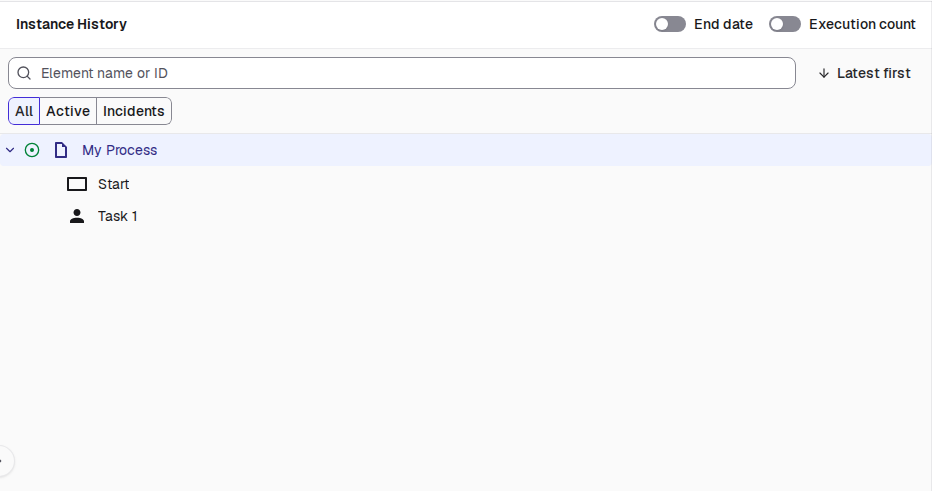 Instance History
End date
Execution count
Element name or ID
Latest first
All
Active
Incidents
My Process
Start
Task 1